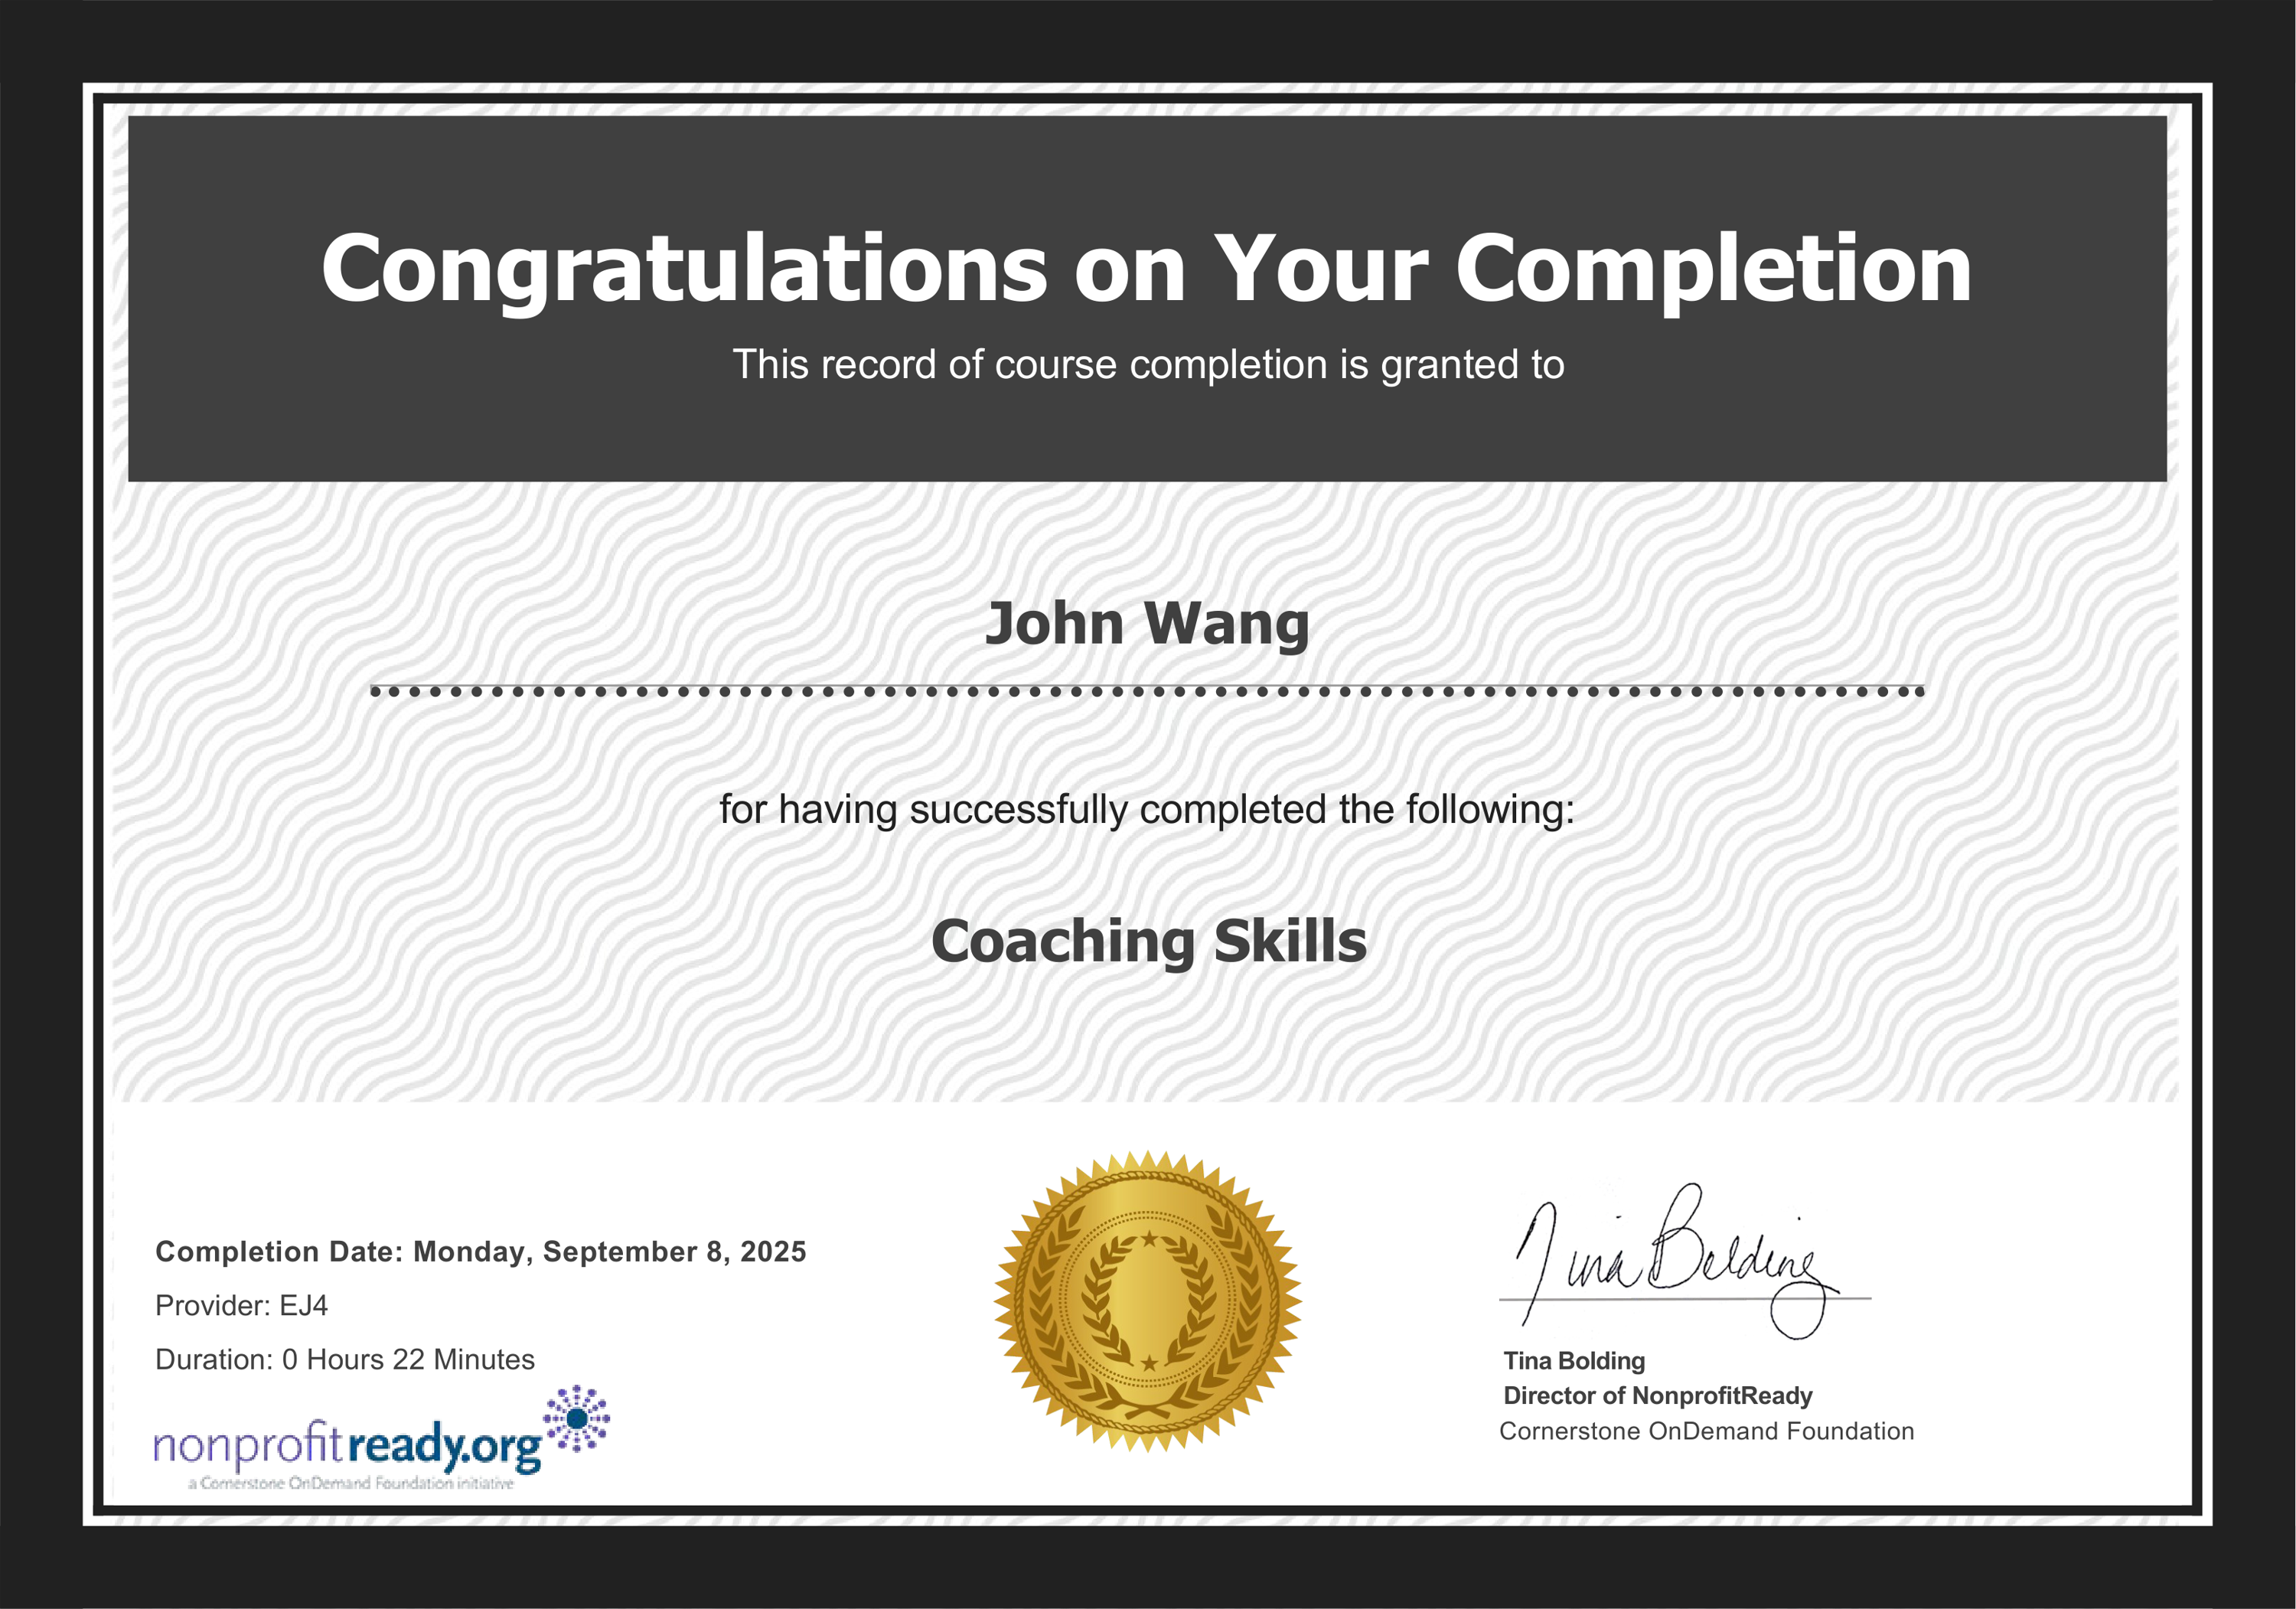 Congratulations on Your Completion
This record of course completion is granted to
John Wang
for having successfully completed the following:
Coaching Skills
Completion Date: Monday, September 8, 2025
Provider: EJ4
Duration: 0 Hours 22 Minutes
nonprofitready.org
a Cornerstone OnDemand Foundation initiative
Tina Bolding
Tina Bolding
Director of NonprofitReady
Cornerstone OnDemand Foundation